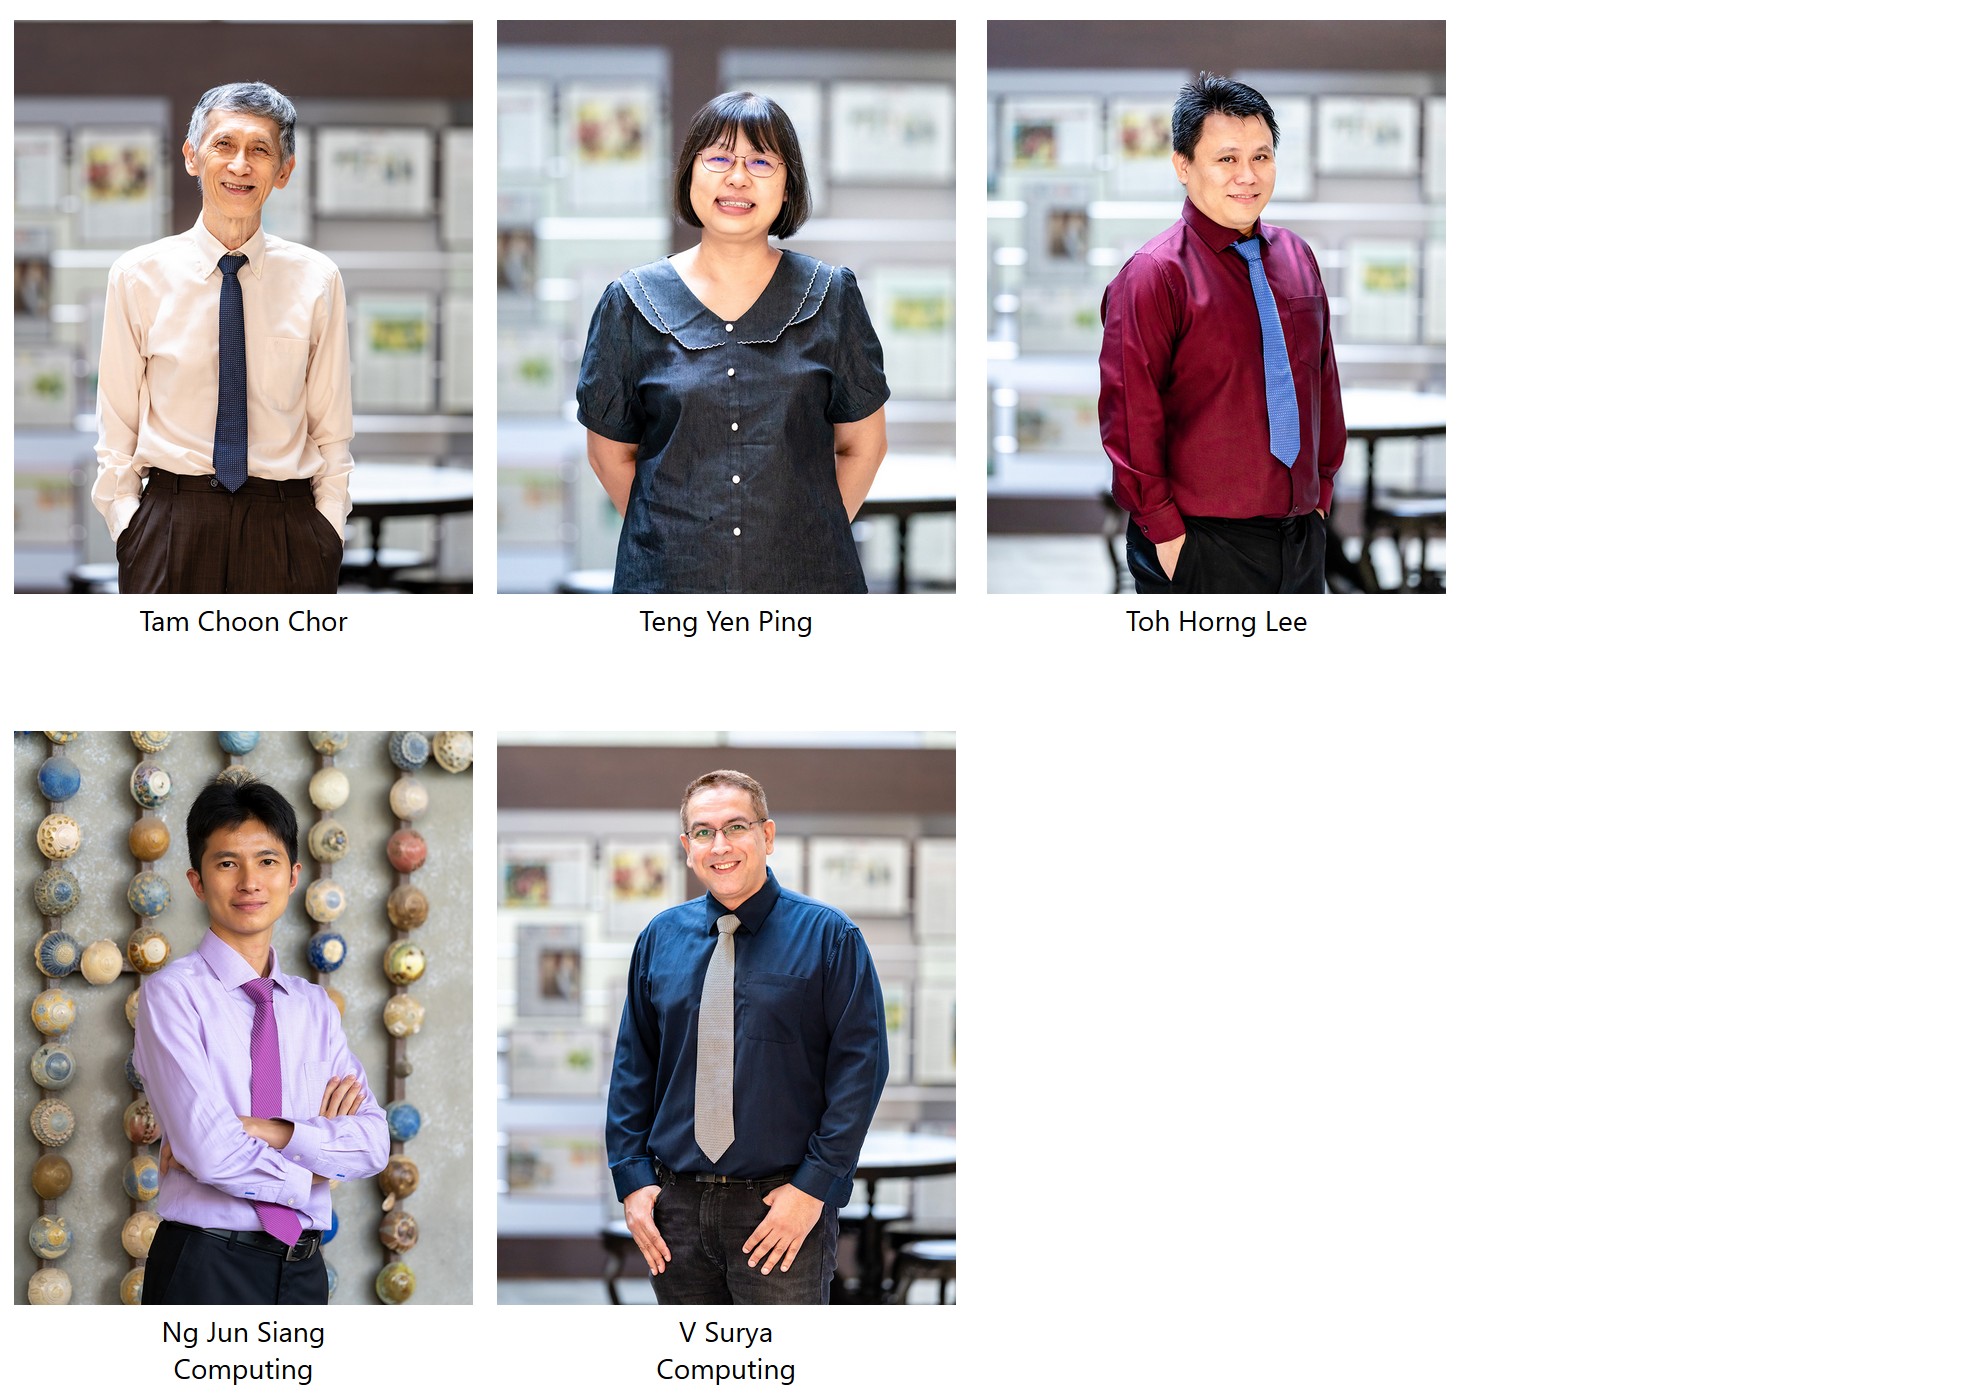 Tam Choon Chor
Teng Yen Ping
Toh Horng Lee
Ng Jun Siang
Computing
V Surya
Computing